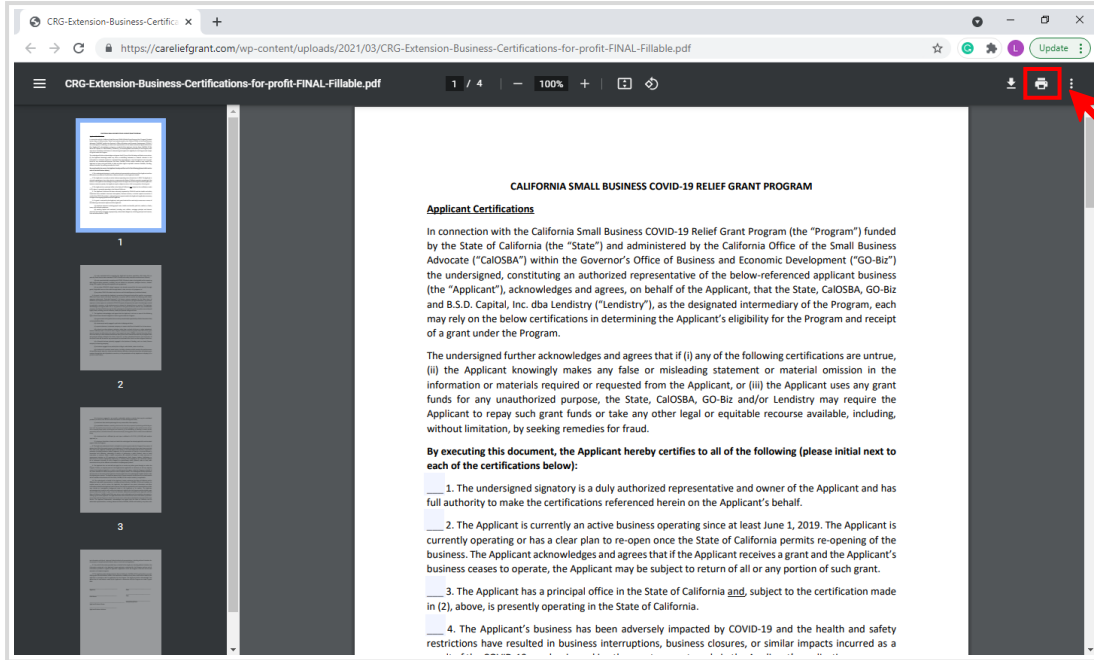 CRG-Extension-Business-Certific
Update
https://careliefgrant.com/wp-content/uploads/2021/03/CRG-Extension-Business-Certifications-for-profit-FINAL-Fillable.pdf
L
CRG-Extension-Business-Certifications-for-profit-FINAL-Fillable.pdf
1 / 4
100%
1
2
3
CALIFORNIA SMALL BUSINESS COVID-19 RELIEF GRANT PROGRAM
Applicant Certifications
In connection with the California Small Business COVID-19 Relief Grant Program (the “Program”) funded
by the State of California (the “State”) and administered by the California Office of the Small Business
Advocate (“CalOSBA”) within the Governor’s Office of Business and Economic Development (“GO-Biz”)
the undersigned, constituting an authorized representative of the below-referenced applicant business
(the “Applicant”), acknowledges and agrees, on behalf of the Applicant, that the State, CalOSBA, GO-Biz
and B.S.D. Capital, Inc. dba Lendistry (“Lendistry”), as the designated intermediary of the Program, each
may rely on the below certifications in determining the Applicant’s eligibility for the Program and receipt
of a grant under the Program.
The undersigned further acknowledges and agrees that if (i) any of the following certifications are untrue,
(ii) the Applicant knowingly makes any false or misleading statement or material omission in the
information or materials required or requested from the Applicant, or (iii) the Applicant uses any grant
funds for any unauthorized purpose, the State, CalOSBA, GO-Biz and/or Lendistry may require the
Applicant to repay such grant funds or take any other legal or equitable recourse available, including,
without limitation, by seeking remedies for fraud.
By executing this document, the Applicant hereby certifies to all of the following (please initial next to
each of the certifications below):
___ 1. The undersigned signatory is a duly authorized representative and owner of the Applicant and has
full authority to make the certifications referenced herein on the Applicant’s behalf.
___ 2. The Applicant is currently an active business operating since at least June 1, 2019. The Applicant is
currently operating or has a clear plan to re-open once the State of California permits re-opening of the
business. The Applicant acknowledges and agrees that if the Applicant receives a grant and the Applicant’s
business ceases to operate, the Applicant may be subject to return of all or any portion of such grant.
___ 3. The Applicant has a principal office in the State of California and, subject to the certification made
in (2), above, is presently operating in the State of California.
___ 4. The Applicant’s business has been adversely impacted by COVID-19 and the health and safety
restrictions have resulted in business interruptions, business closures, or similar impacts incurred as a